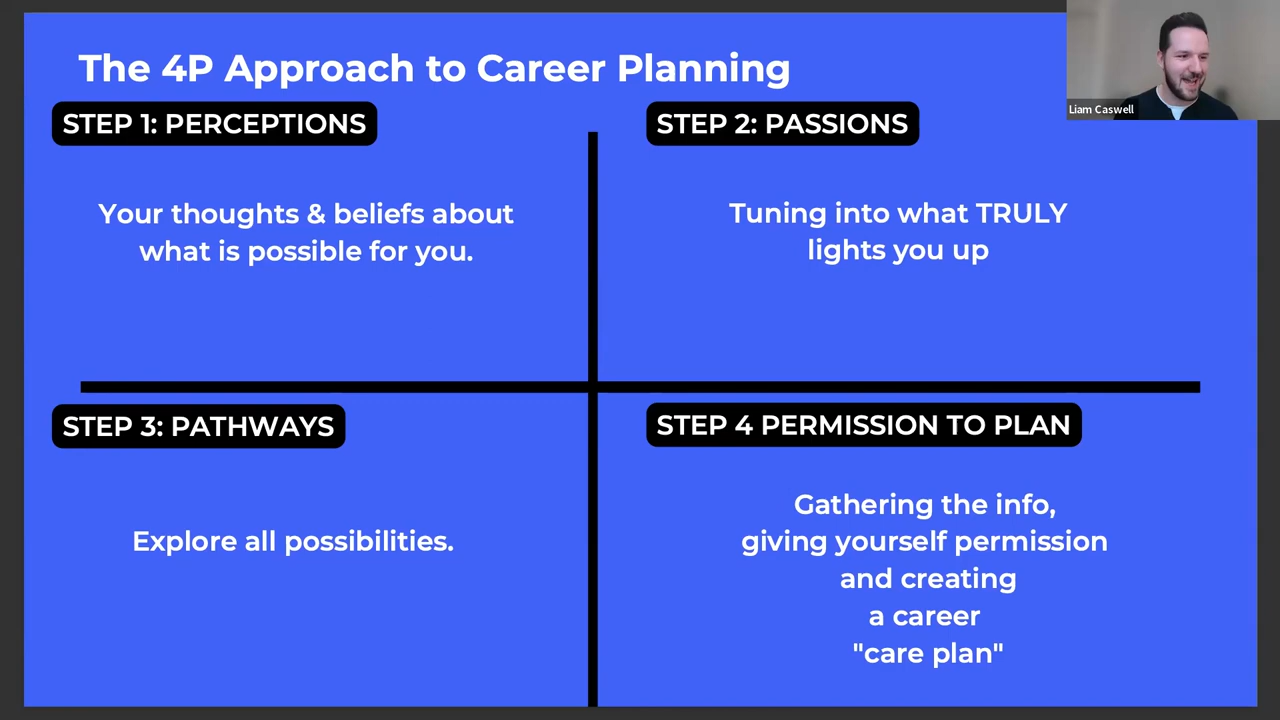 The 4P Approach to Career Planning
Liam Caswell
STEP 1: PERCEPTIONS
Your thoughts & beliefs about
what is possible for you.
STEP 2: PASSIONS
Tuning into what TRULY
lights you up
STEP 3: PATHWAYS
Explore all possibilities.
STEP 4 PERMISSION TO PLAN
Gathering the info,
giving yourself permission
and creating
a career
"care plan"